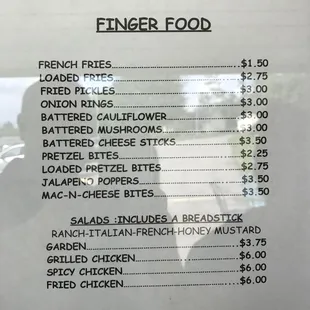 FINGER FOOD
FRENCH FRIES...$1.50
LOADED FRIES...$2.75
FRIED PICKLES...$3.00
ONION RINGS...$3.00
BATTERED CAULIFLOWER...$3.00
BATTERED MUSHROOMS...$3.00
BATTERED CHEESE STICKS...$3.50
PRETZEL BITES...$2.25
LOADED PRETZEL BITES...$2.75
JALAPENO POPPERS...$3.50
MAC-N-CHEESE BITES...$3.50
SALADS :INCLUDES A BREADSTICK
RANCH-ITALIAN-FRENCH-HONEY MUSTARD
GARDEN...$3.75
GRILLED CHICKEN...$6.00
SPICY CHICKEN...$6.00
FRIED CHICKEN...$6.00